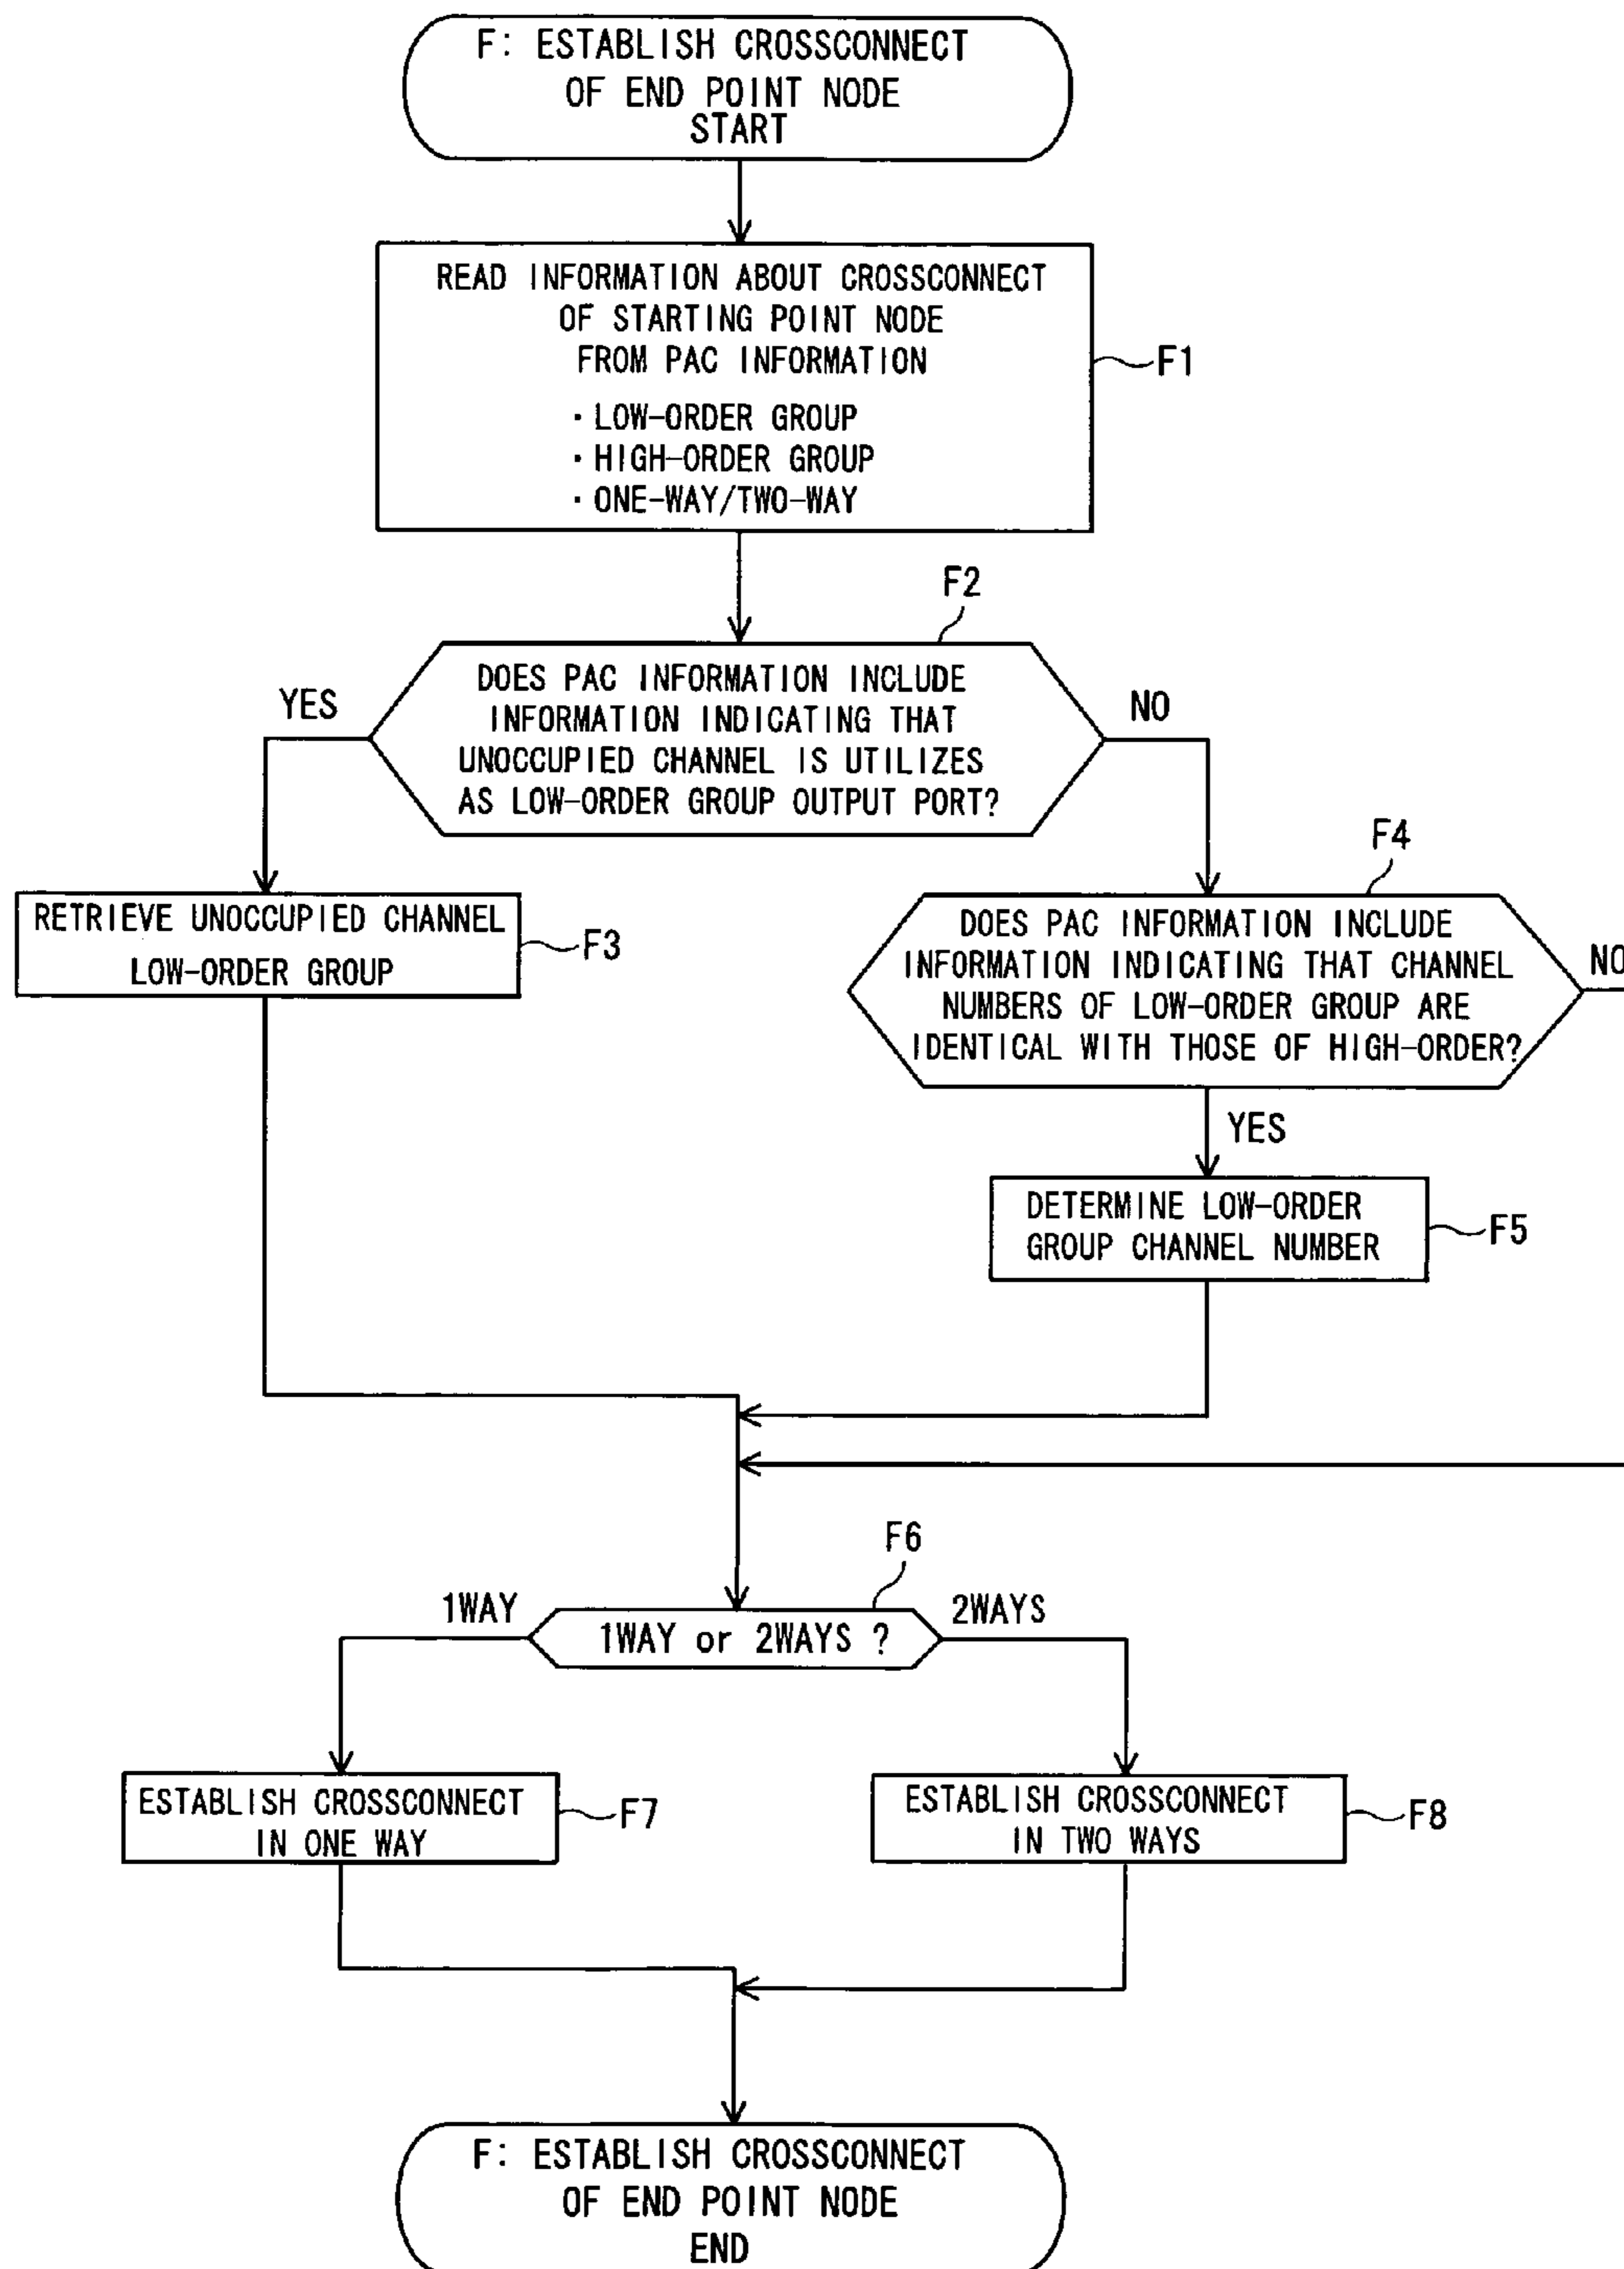 F: ESTABLISH CROSSCONNECT
OF END POINT NODE
START
READ INFORMATION ABOUT CROSSCONNECT
OF STARTING POINT NODE
FROM PAC INFORMATION
・LOW-ORDER GROUP
・HIGH-ORDER GROUP
・ONE-WAY/TWO-WAY
F1
F2
DOES PAC INFORMATION INCLUDE
INFORMATION INDICATING THAT
UNOCCUPIED CHANNEL IS UTILIZES
AS LOW-ORDER GROUP OUTPUT PORT?
YES
NO
RETRIEVE UNOCCUPIED CHANNEL
LOW-ORDER GROUP
F3
F4
DOES PAC INFORMATION INCLUDE
INFORMATION INDICATING THAT CHANNEL
NUMBERS OF LOW-ORDER GROUP ARE
IDENTICAL WITH THOSE OF HIGH-ORDER?
NO
YES
DETERMINE LOW-ORDER
GROUP CHANNEL NUMBER
F5
F6
1WAY
1WAY or 2WAYS ?
2WAYS
ESTABLISH CROSSCONNECT
IN ONE WAY
F7
ESTABLISH CROSSCONNECT
IN TWO WAYS
F8
F: ESTABLISH CROSSCONNECT
OF END POINT NODE
END